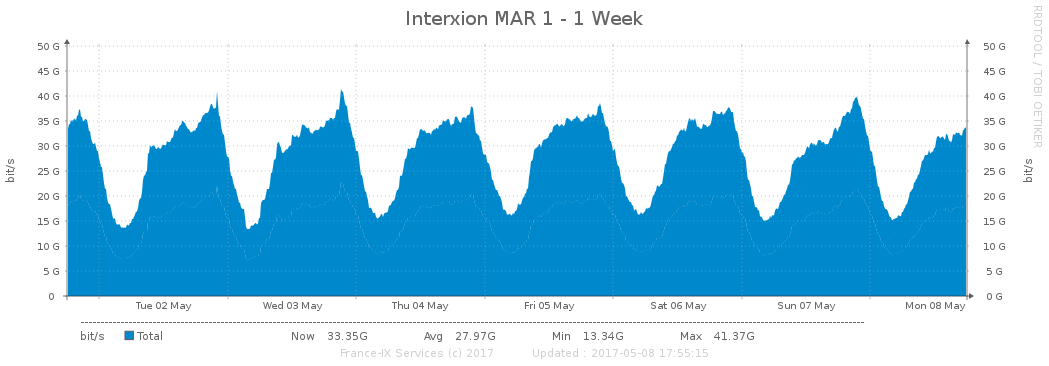 Interxion MAR 1 - 1 Week
RRDTOOL / TOBI OETIKER
50 G 50 G
45 G 45 G
40 G 40 G
35 G 35 G
30 G 30 G
25 G 25 G
20 G 20 G
15 G 15 G
10 G 10 G
5 G 5 G
0 0 G
bit/s
bit/s
Tue 02 May Wed 03 May Thu 04 May Fri 05 May Sat 06 May Sun 07 May Mon 08 May
bit/s Total Now 33.35G Avg 27.97G Min 13.34G Max 41.37G
France-IX Services (c) 2017 Updated : 2017-05-08 17:55:15